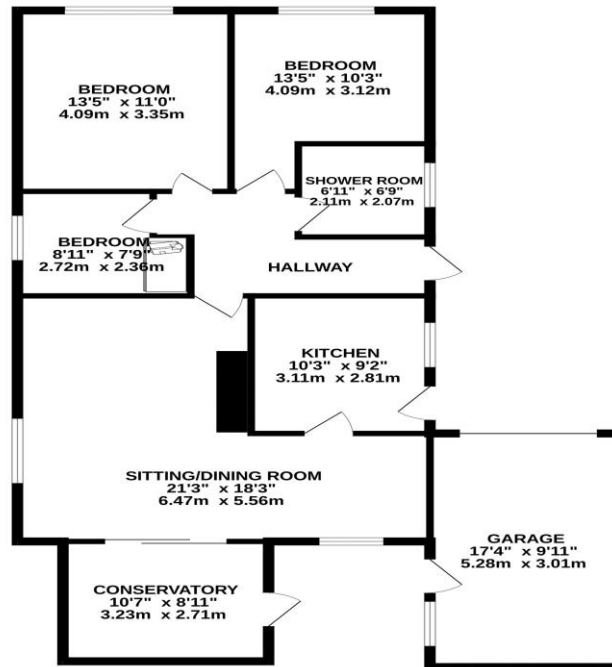 BEDROOM
13'5" x 11'0"
4.09m x 3.35m
BEDROOM
13'5" x 10'3"
4.09m x 3.12m
SHOWER ROOM
6'11" x 6'9"
2.11m x 2.07m
BEDROOM
8'11" x 7'9"
2.72m x 2.36m
HALLWAY
KITCHEN
10'3" x 9'2"
3.11m x 2.81m
SITTING/DINING ROOM
21'3" x 18'3"
6.47m x 5.56m
GARAGE
17'4" x 9'11"
5.28m x 3.01m
CONSERVATORY
10'7" x 8'11"
3.23m x 2.71m